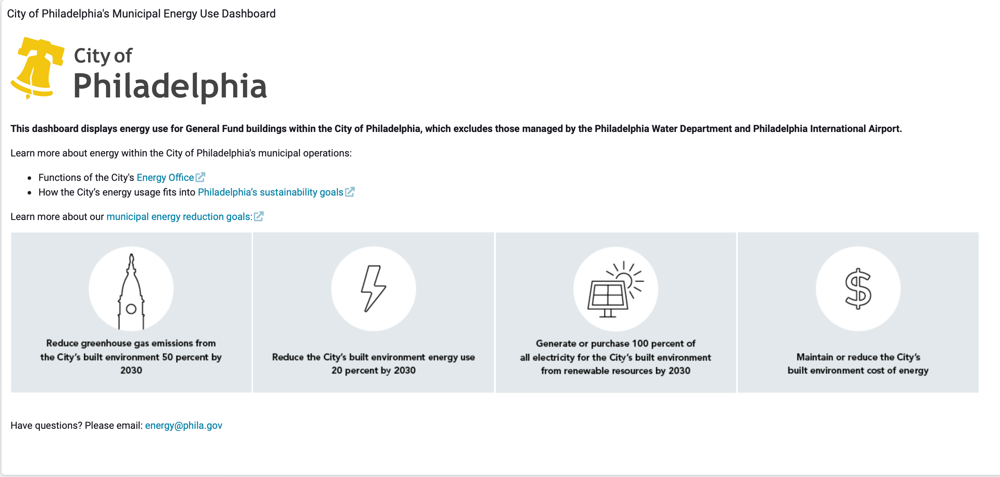 City of Philadelphia's Municipal Energy Use Dashboard
City of
Philadelphia
This dashboard displays energy use for General Fund buildings within the City of Philadelphia, which excludes those managed by the Philadelphia Water Department and Philadelphia International Airport.
Learn more about energy within the City of Philadelphia's municipal operations:
• Functions of the City's Energy Office
• How the City’s energy usage fits into Philadelphia’s sustainability goals
Learn more about our municipal energy reduction goals:
Reduce greenhouse gas emissions from
the City’s built environment 50 percent by
2030
Reduce the City’s built environment energy use
20 percent by 2030
Generate or purchase 100 percent of
all electricity for the City’s built environment
from renewable resources by 2030
$
Maintain or reduce the City’s
built environment cost of energy
Have questions? Please email: energy@phila.gov